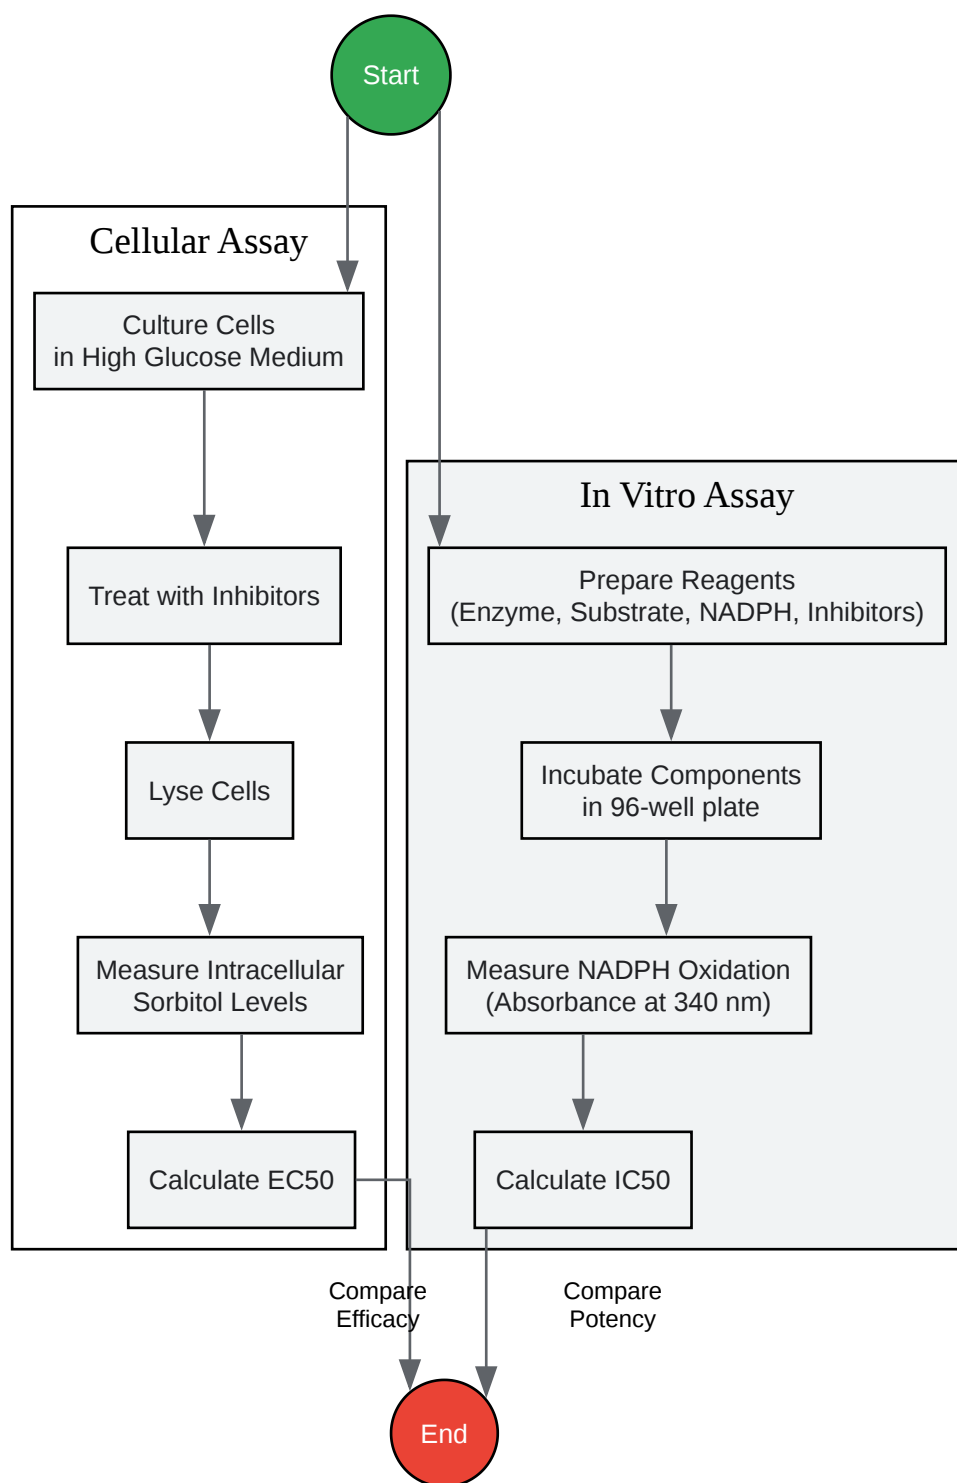 Start
Cellular Assay
Culture Cells
in High Glucose Medium
Treat with Inhibitors
Lyse Cells
Measure Intracellular
Sorbitol Levels
Calculate EC50
In Vitro Assay
Prepare Reagents
(Enzyme, Substrate, NADPH, Inhibitors)
Incubate Components
in 96-well plate
Measure NADPH Oxidation
(Absorbance at 340 nm)
Calculate IC50
Compare
Efficacy
Compare
Potency
End